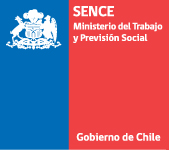 SENCE
Ministerio del Trabajo
y Previsión Social
Gobierno de Chile